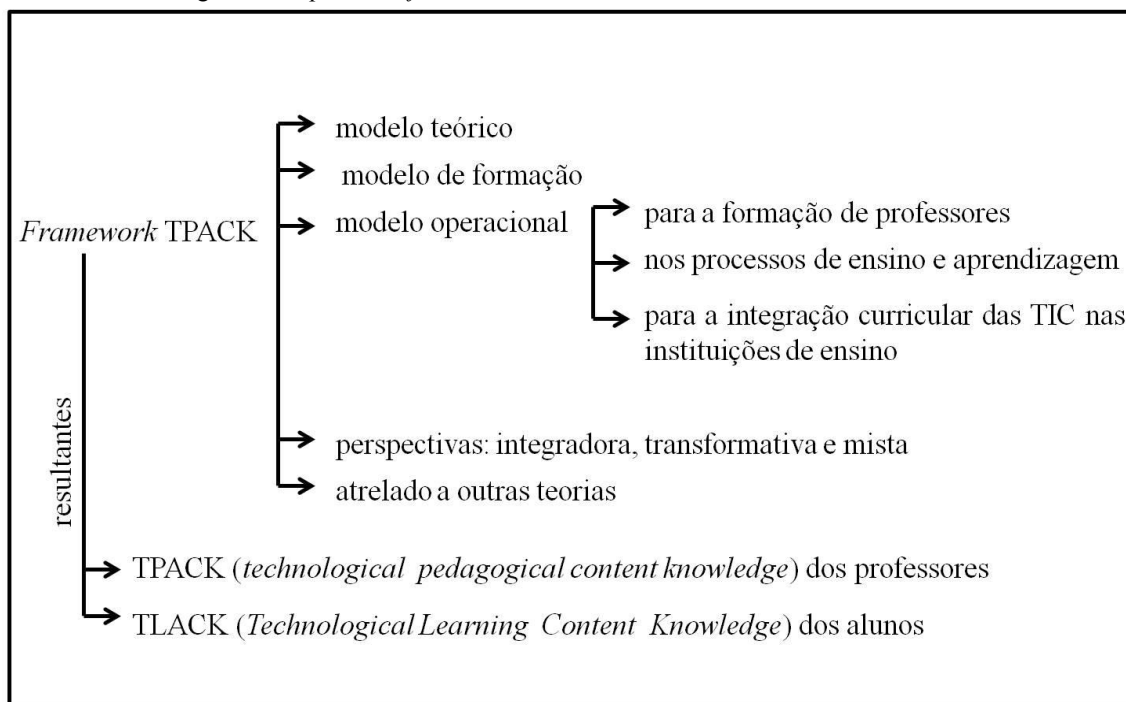 modelo teórico
modelo de formação
Framework TPACK
modelo operacional
para a formação de professores
nos processos de ensino e aprendizagem
para a integração curricular das TIC nas
instituições de ensino
perspectivas: integradora, transformativa e mista
atrelado a outras teorias
resultantes
TPACK (technological pedagogical content knowledge) dos professores
TLACK (Technological Learning Content Knowledge) dos alunos